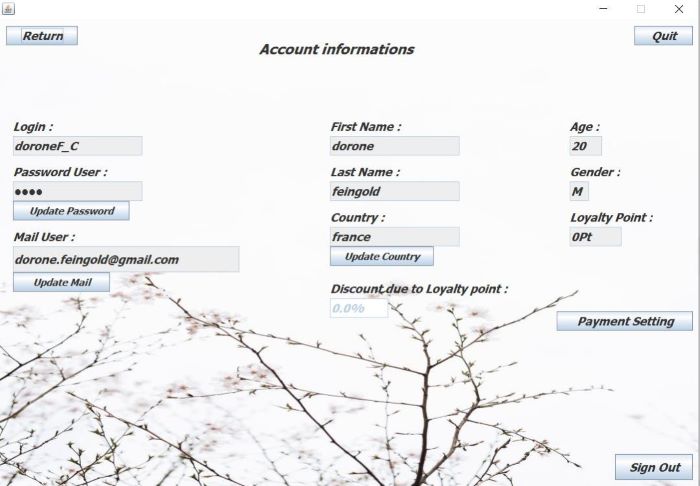 Return
Quit
Account informations
Login :
doroneF_C
Password User :
●●●●
Update Password
Mail User :
dorone.feingold@gmail.com
Update Mail
First Name :
dorone
Last Name :
feingold
Country :
france
Update Country
Discount due to Loyalty point :
0.0%
Age :
20
Gender :
M
Loyalty Point :
0Pt
Payment Setting
Sign Out